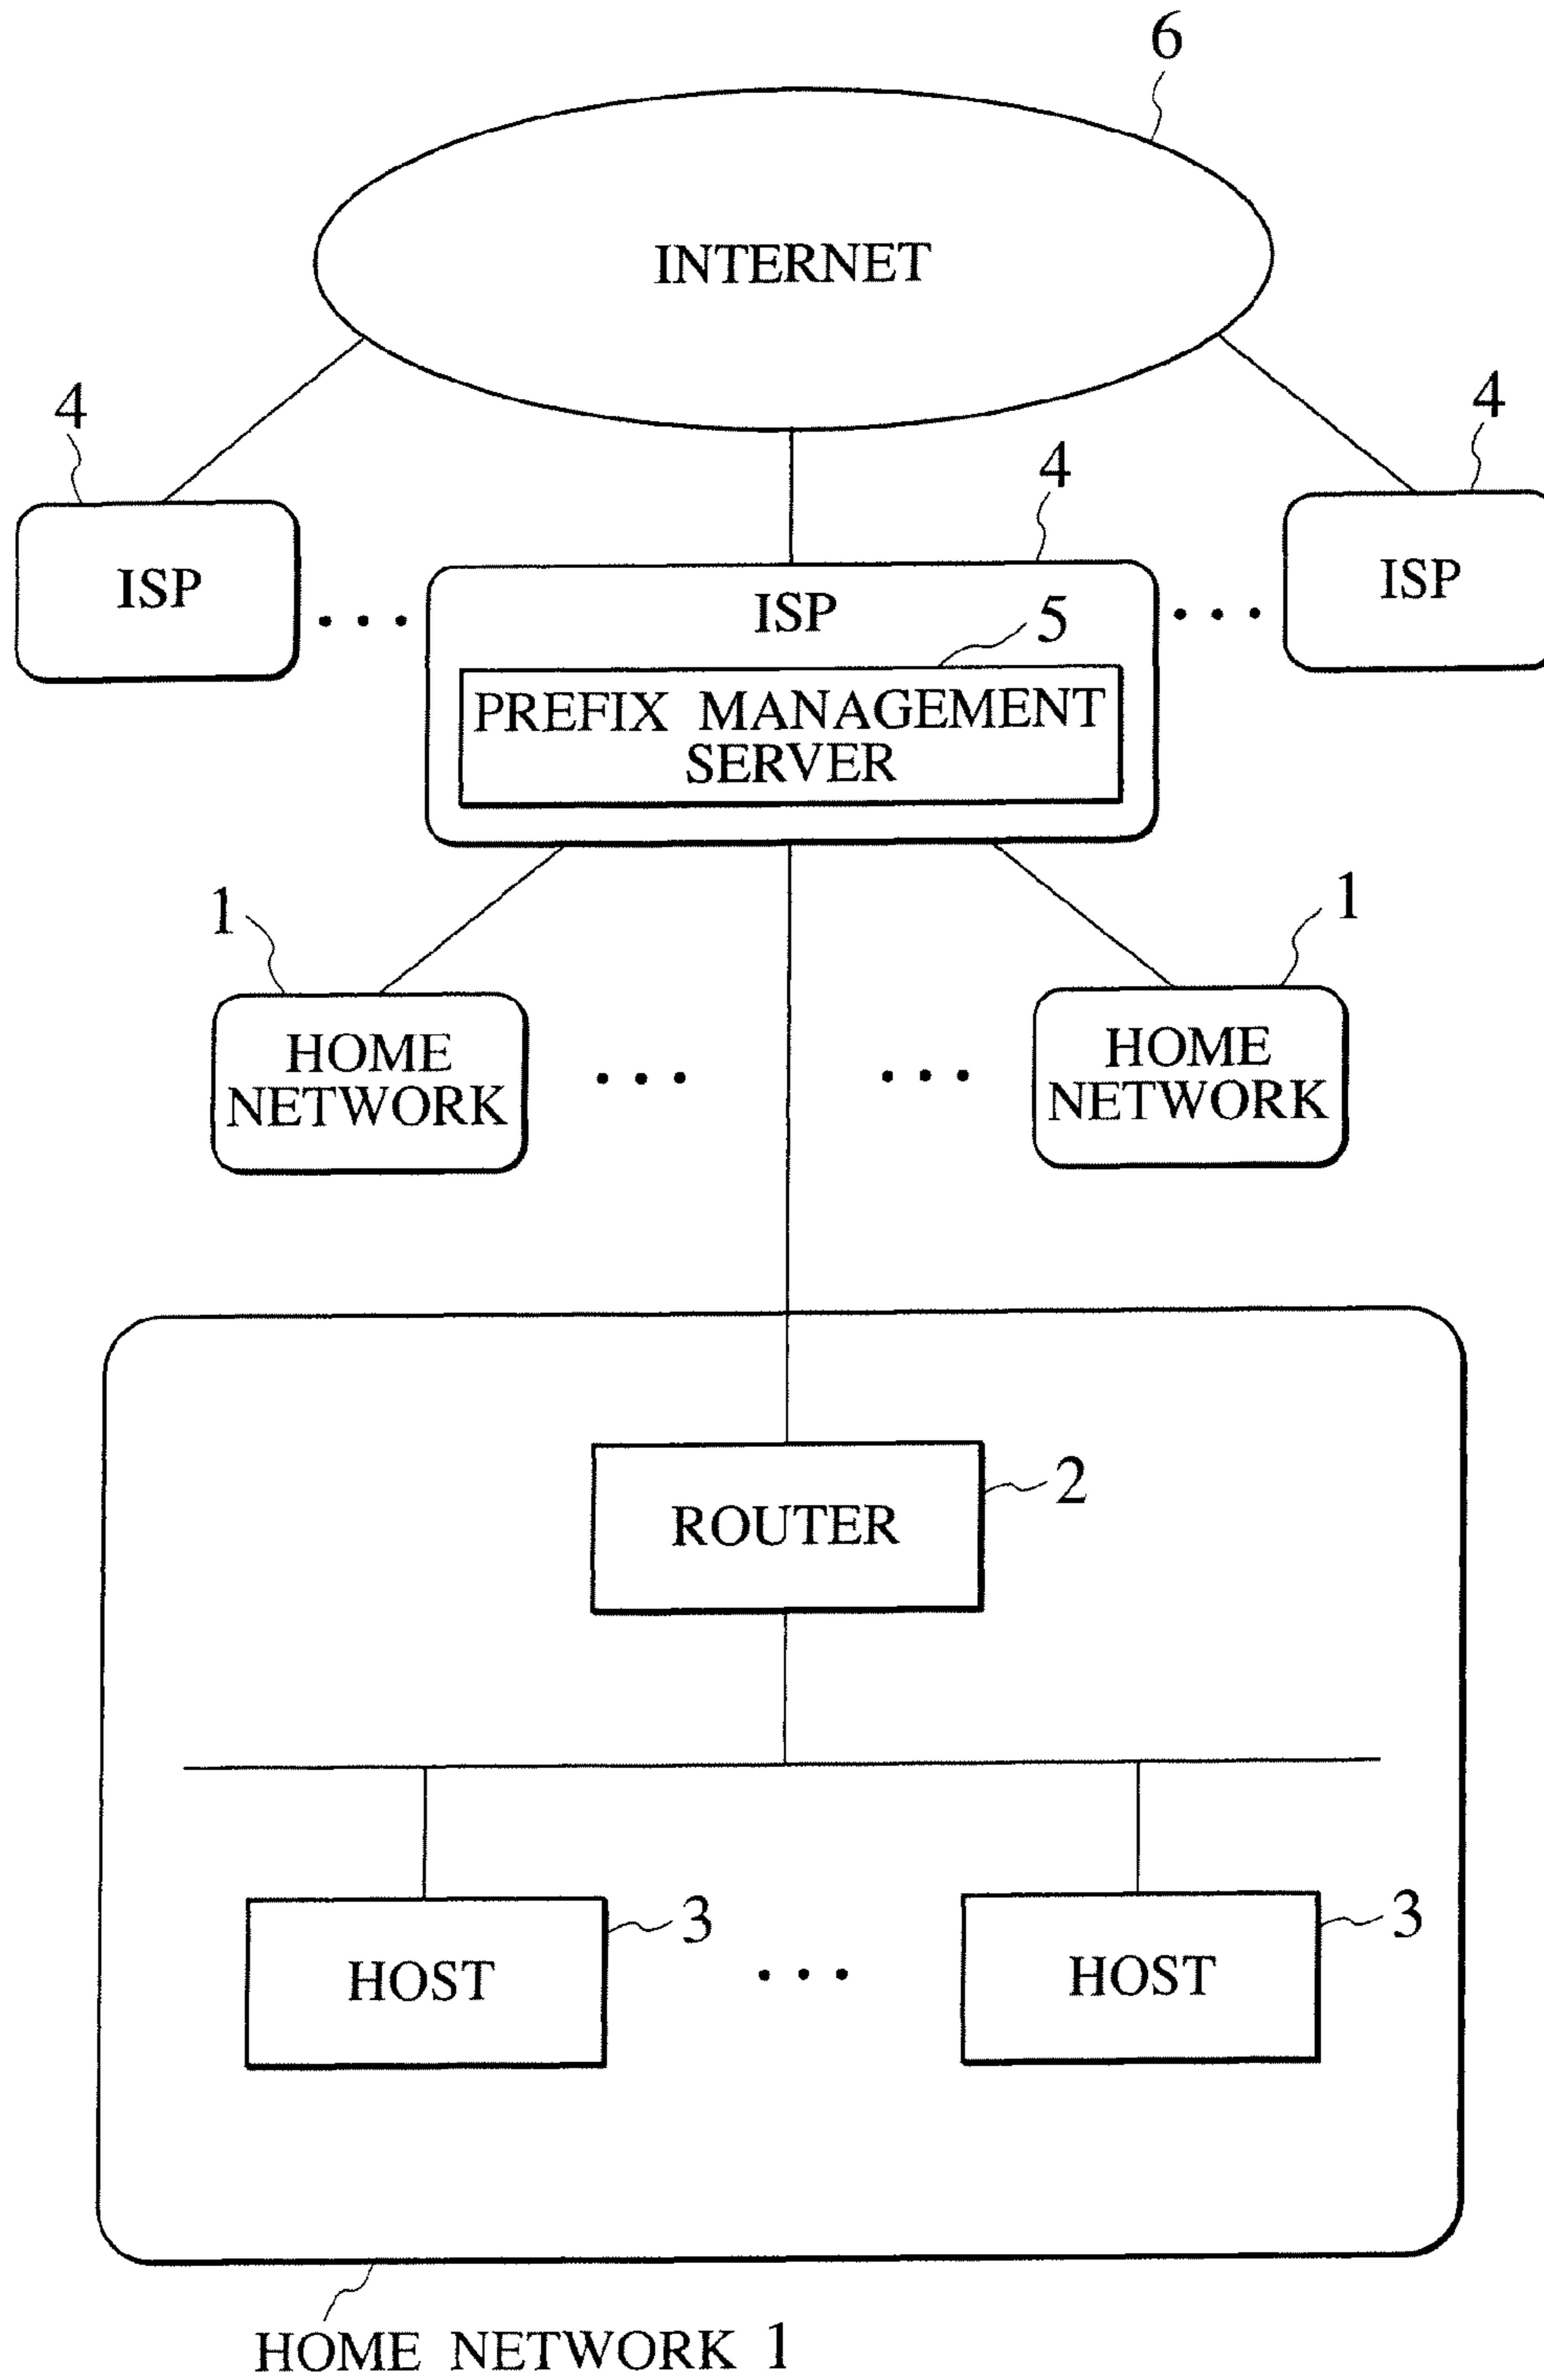 6
INTERNET
4
4
4
ISP
ISP
ISP
5
PREFIX MANAGEMENT
SERVER
1
1
HOME
NETWORK
HOME
NETWORK
• • •
2
ROUTER
3
3
HOST
HOST
HOME NETWORK 1